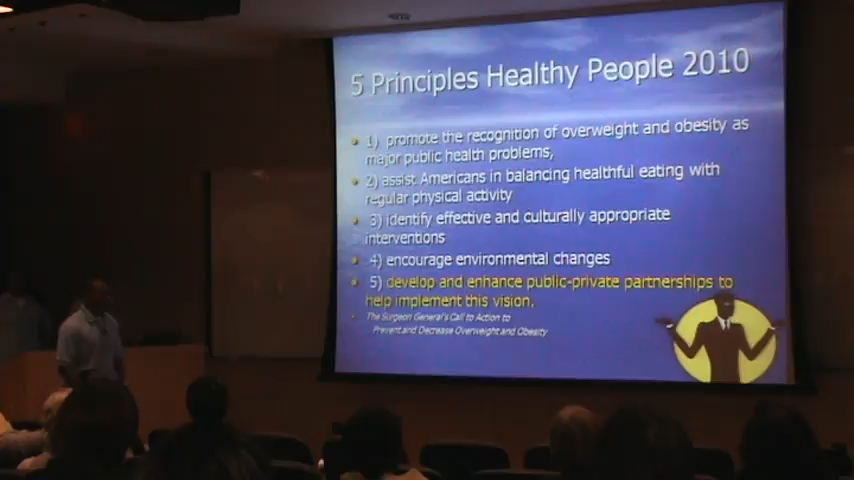 5 Principles Healthy People 2010
1) promote the recognition of overweight and obesity as
major public health problems,
2) assist Americans in balancing healthful eating with
regular physical activity
3) identify effective and culturally appropriate
interventions
4) encourage environmental changes
5) develop and enhance public-private partnerships to
help implement this vision.
The Surgeon General's Call to Action to
Prevent and Decrease Overweight and Obesity